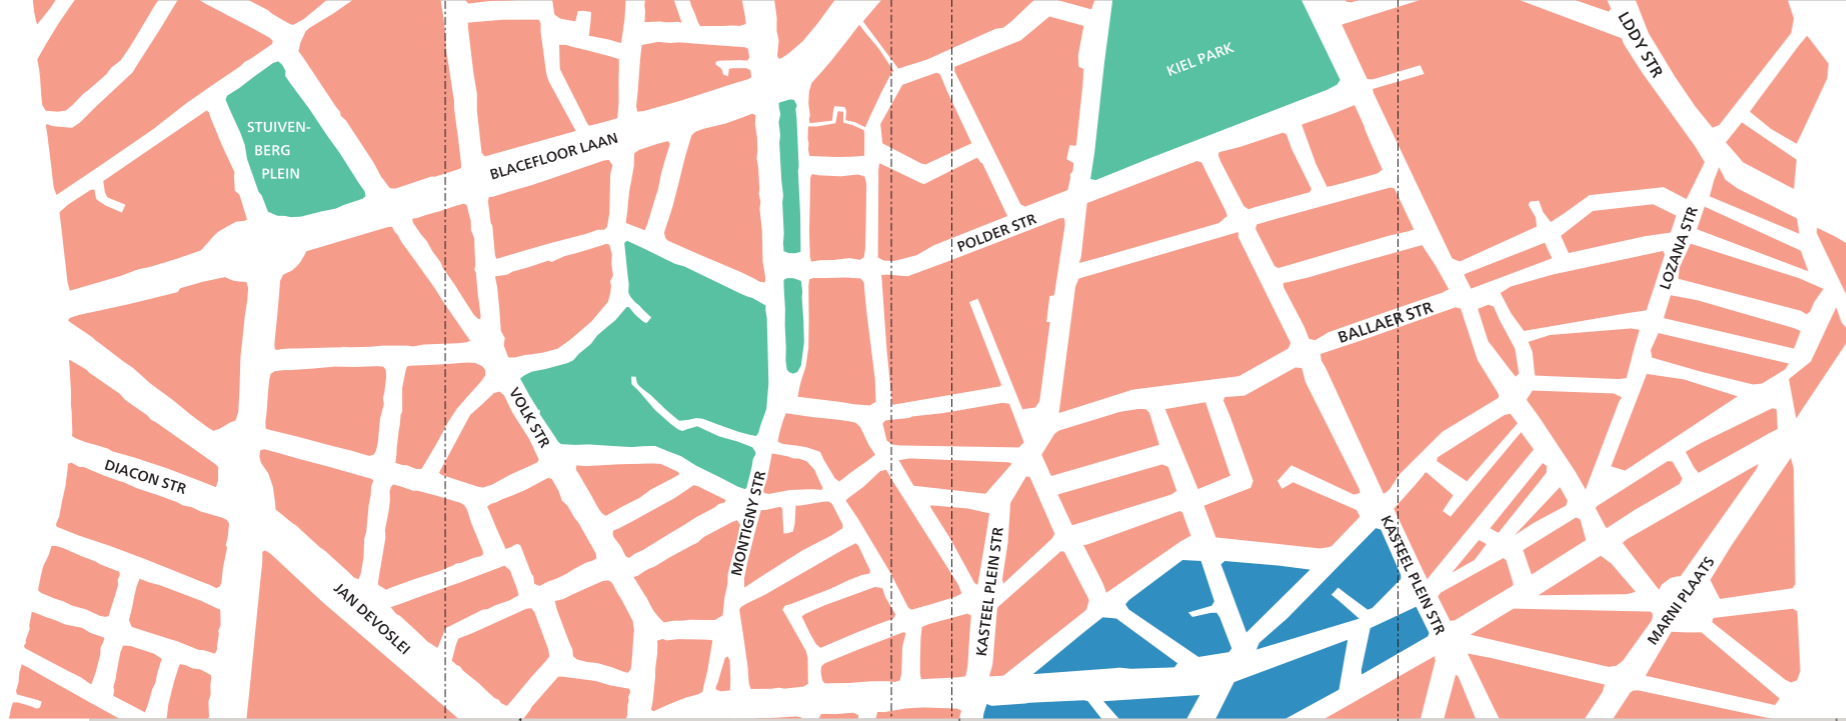 LDDY STR
KIEL PARK
STUIVEN-
BERG
PLEIN
BLACEFLOOR LAAN
POLDER STR
LOZANA STR
BALLAER STR
VOLK STR
DIACON STR
MONTIGNY STR
KASTEEL PLEIN STR
KASTEEL PLEIN STR
JAN DEVOSLEI
MARNI PLAATS